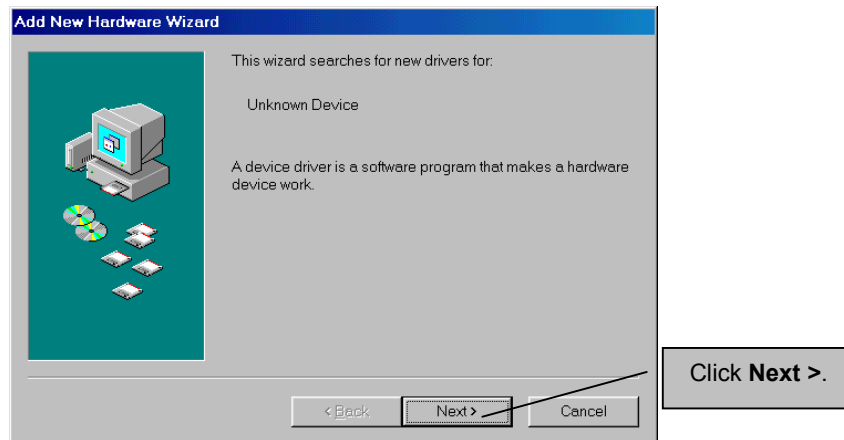 Add New Hardware Wizard
This wizard searches for new drivers for:
Unknown Device
A device driver is a software program that makes a hardware
device work.
< Back
Next >
Cancel
Click Next >.